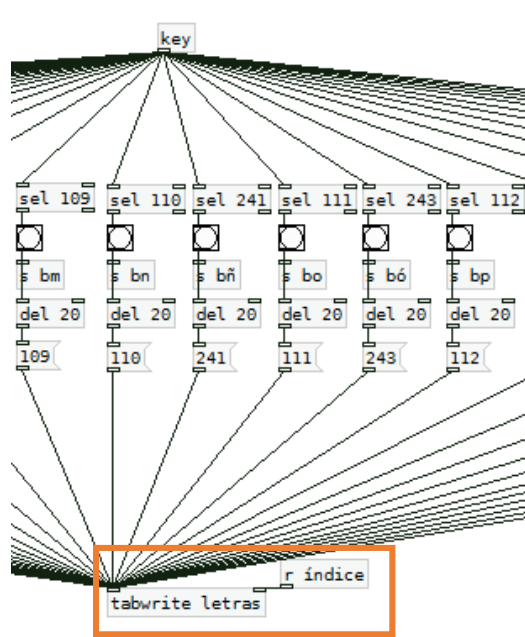 key
sel 109 sel 110 sel 241 sel 111 sel 243 sel 112
s bm s bn s bñ s bo s bó s bp
del 20 del 20 del 20 del 20 del 20 del 20
109 110 241 111 243 112
r índice
tabwrite letras